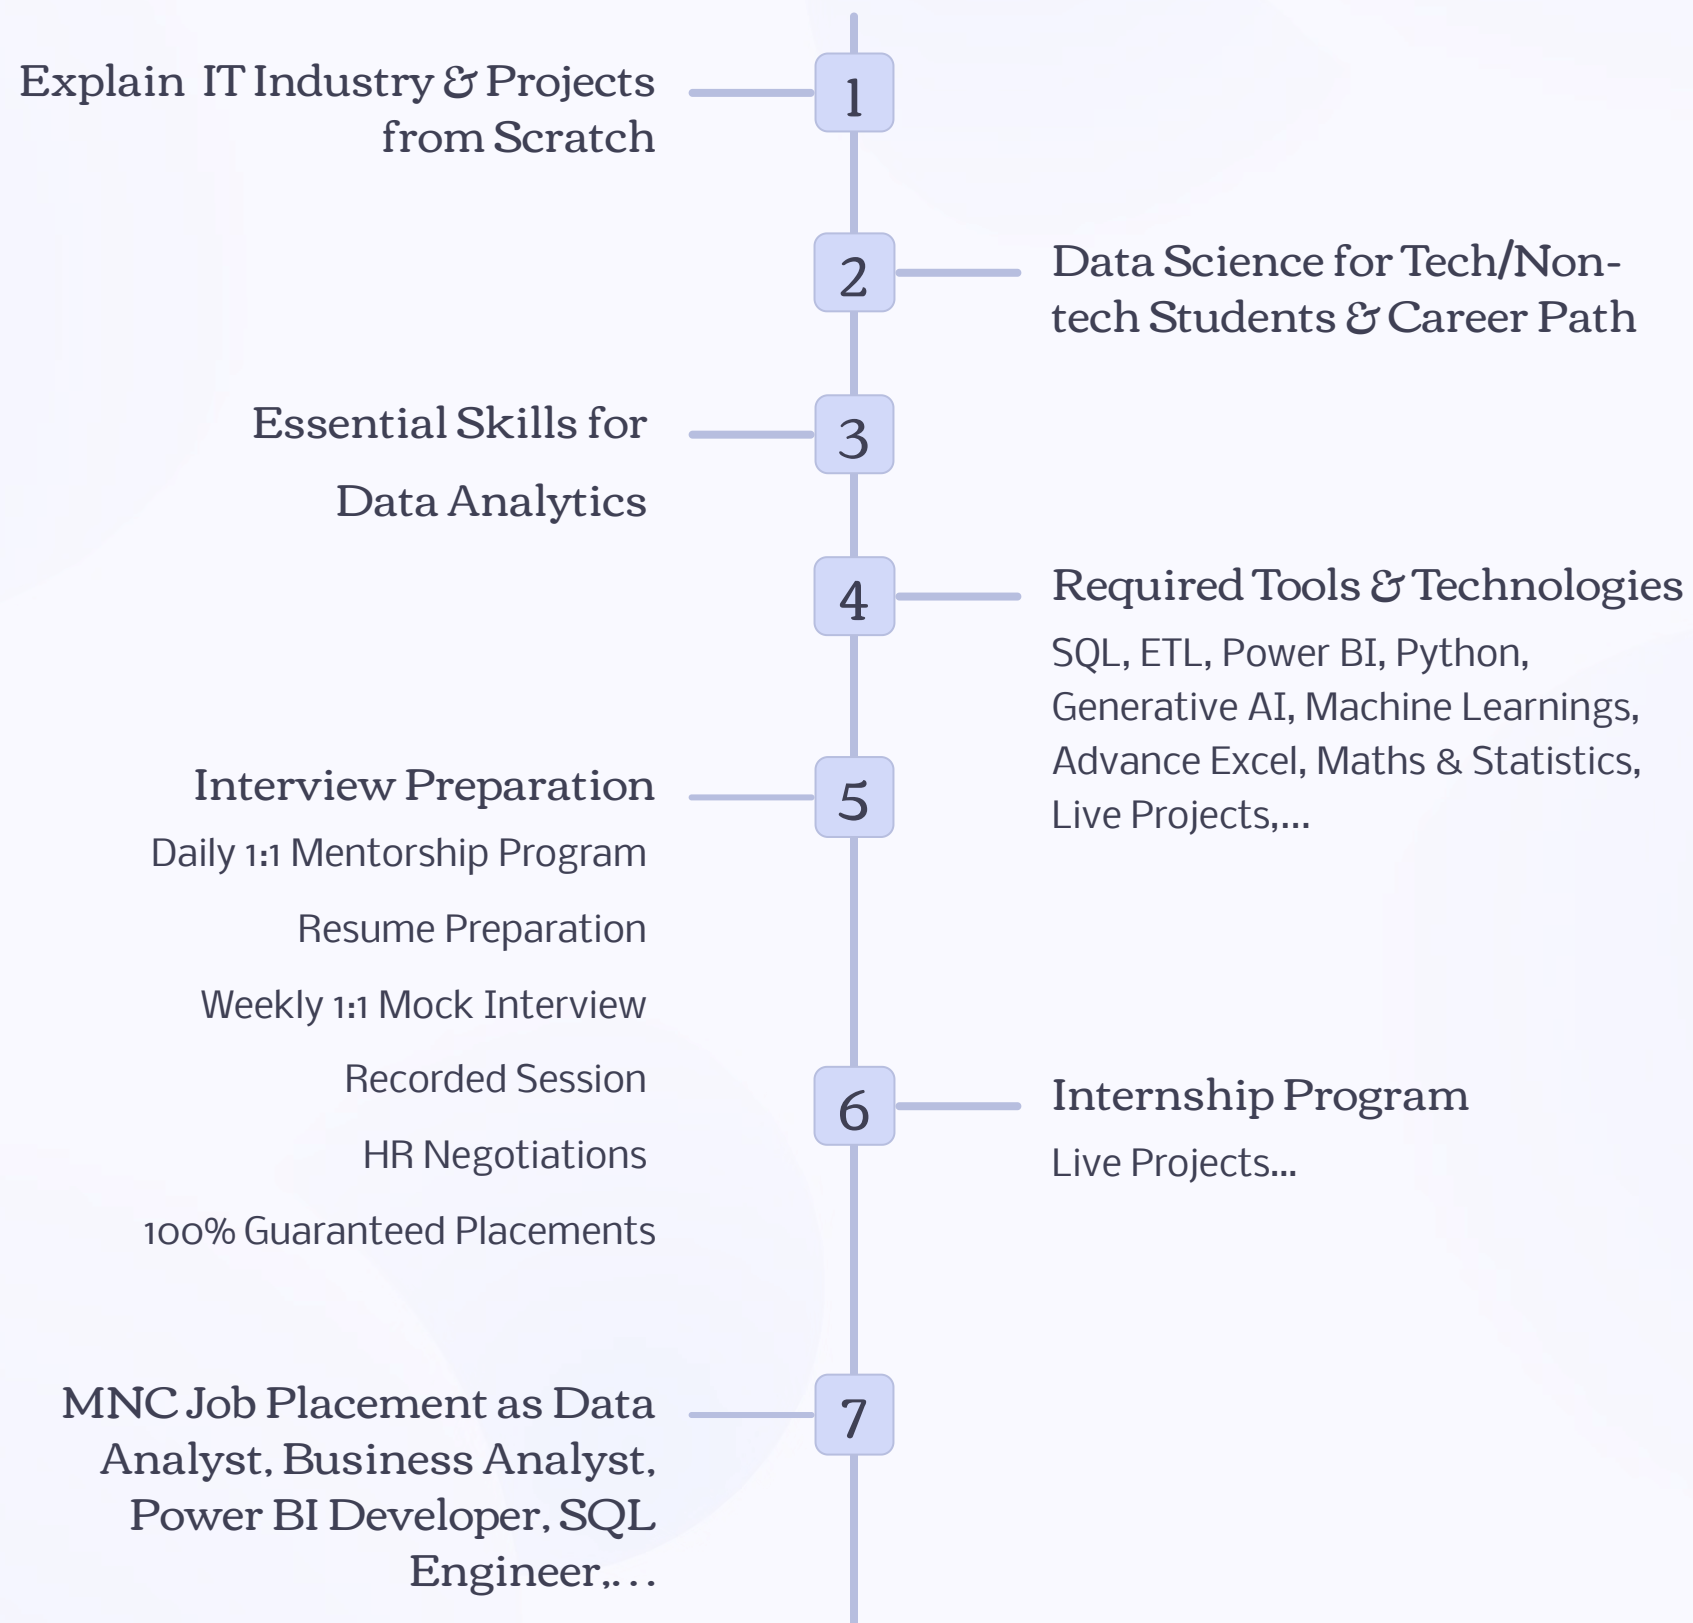 1
Explain IT Industry & Projects
from Scratch
2
Data Science for Tech/Non-
tech Students & Career Path
3
Essential Skills for
Data Analytics
4
Required Tools & Technologies
SQL, ETL, Power BI, Python,
Generative AI, Machine Learnings,
Advance Excel, Maths & Statistics,
Live Projects,...
5
Interview Preparation
Daily 1:1 Mentorship Program
Resume Preparation
Weekly 1:1 Mock Interview
Recorded Session
HR Negotiations
100% Guaranteed Placements
6
Internship Program
Live Projects...
7
MNC Job Placement as Data
Analyst, Business Analyst,
Power BI Developer, SQL
Engineer,...